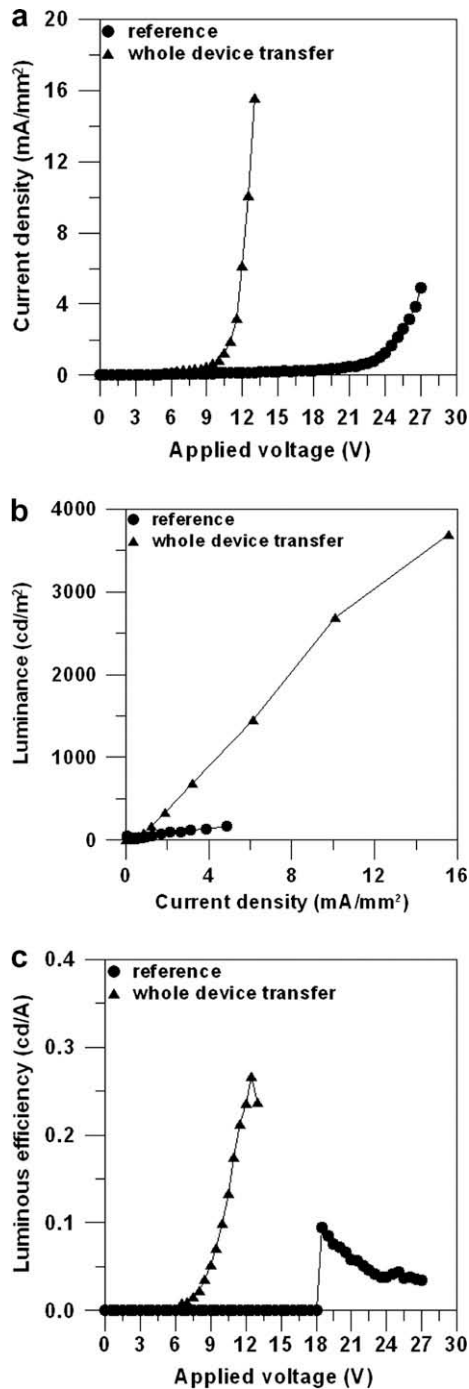 a
reference
whole device transfer
20
16
12
8
4
0
Current density (mA/mm²)
0 3 6 9 12 15 18 21 24 27 30
Applied voltage (V)
b
reference
whole device transfer
4000
3000
2000
1000
0
Luminance (cd/m²)
0 4 8 12 16
Current density (mA/mm²)
c
reference
whole device transfer
0.4
0.3
0.2
0.1
0.0
Luminous efficiency (cd/A)
0 3 6 9 12 15 18 21 24 27 30
Applied voltage (V)